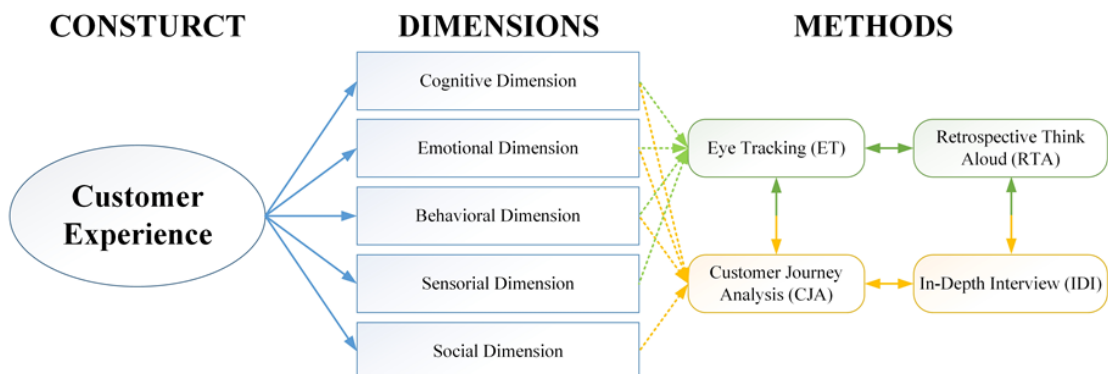 CONSTURCT
DIMENSIONS
METHODS
Customer
Experience
Cognitive Dimension
Emotional Dimension
Behavioral Dimension
Sensorial Dimension
Social Dimension
Eye Tracking (ET)
Retrospective Think
Aloud (RTA)
Customer Journey
Analysis (CJA)
In-Depth Interview (IDI)